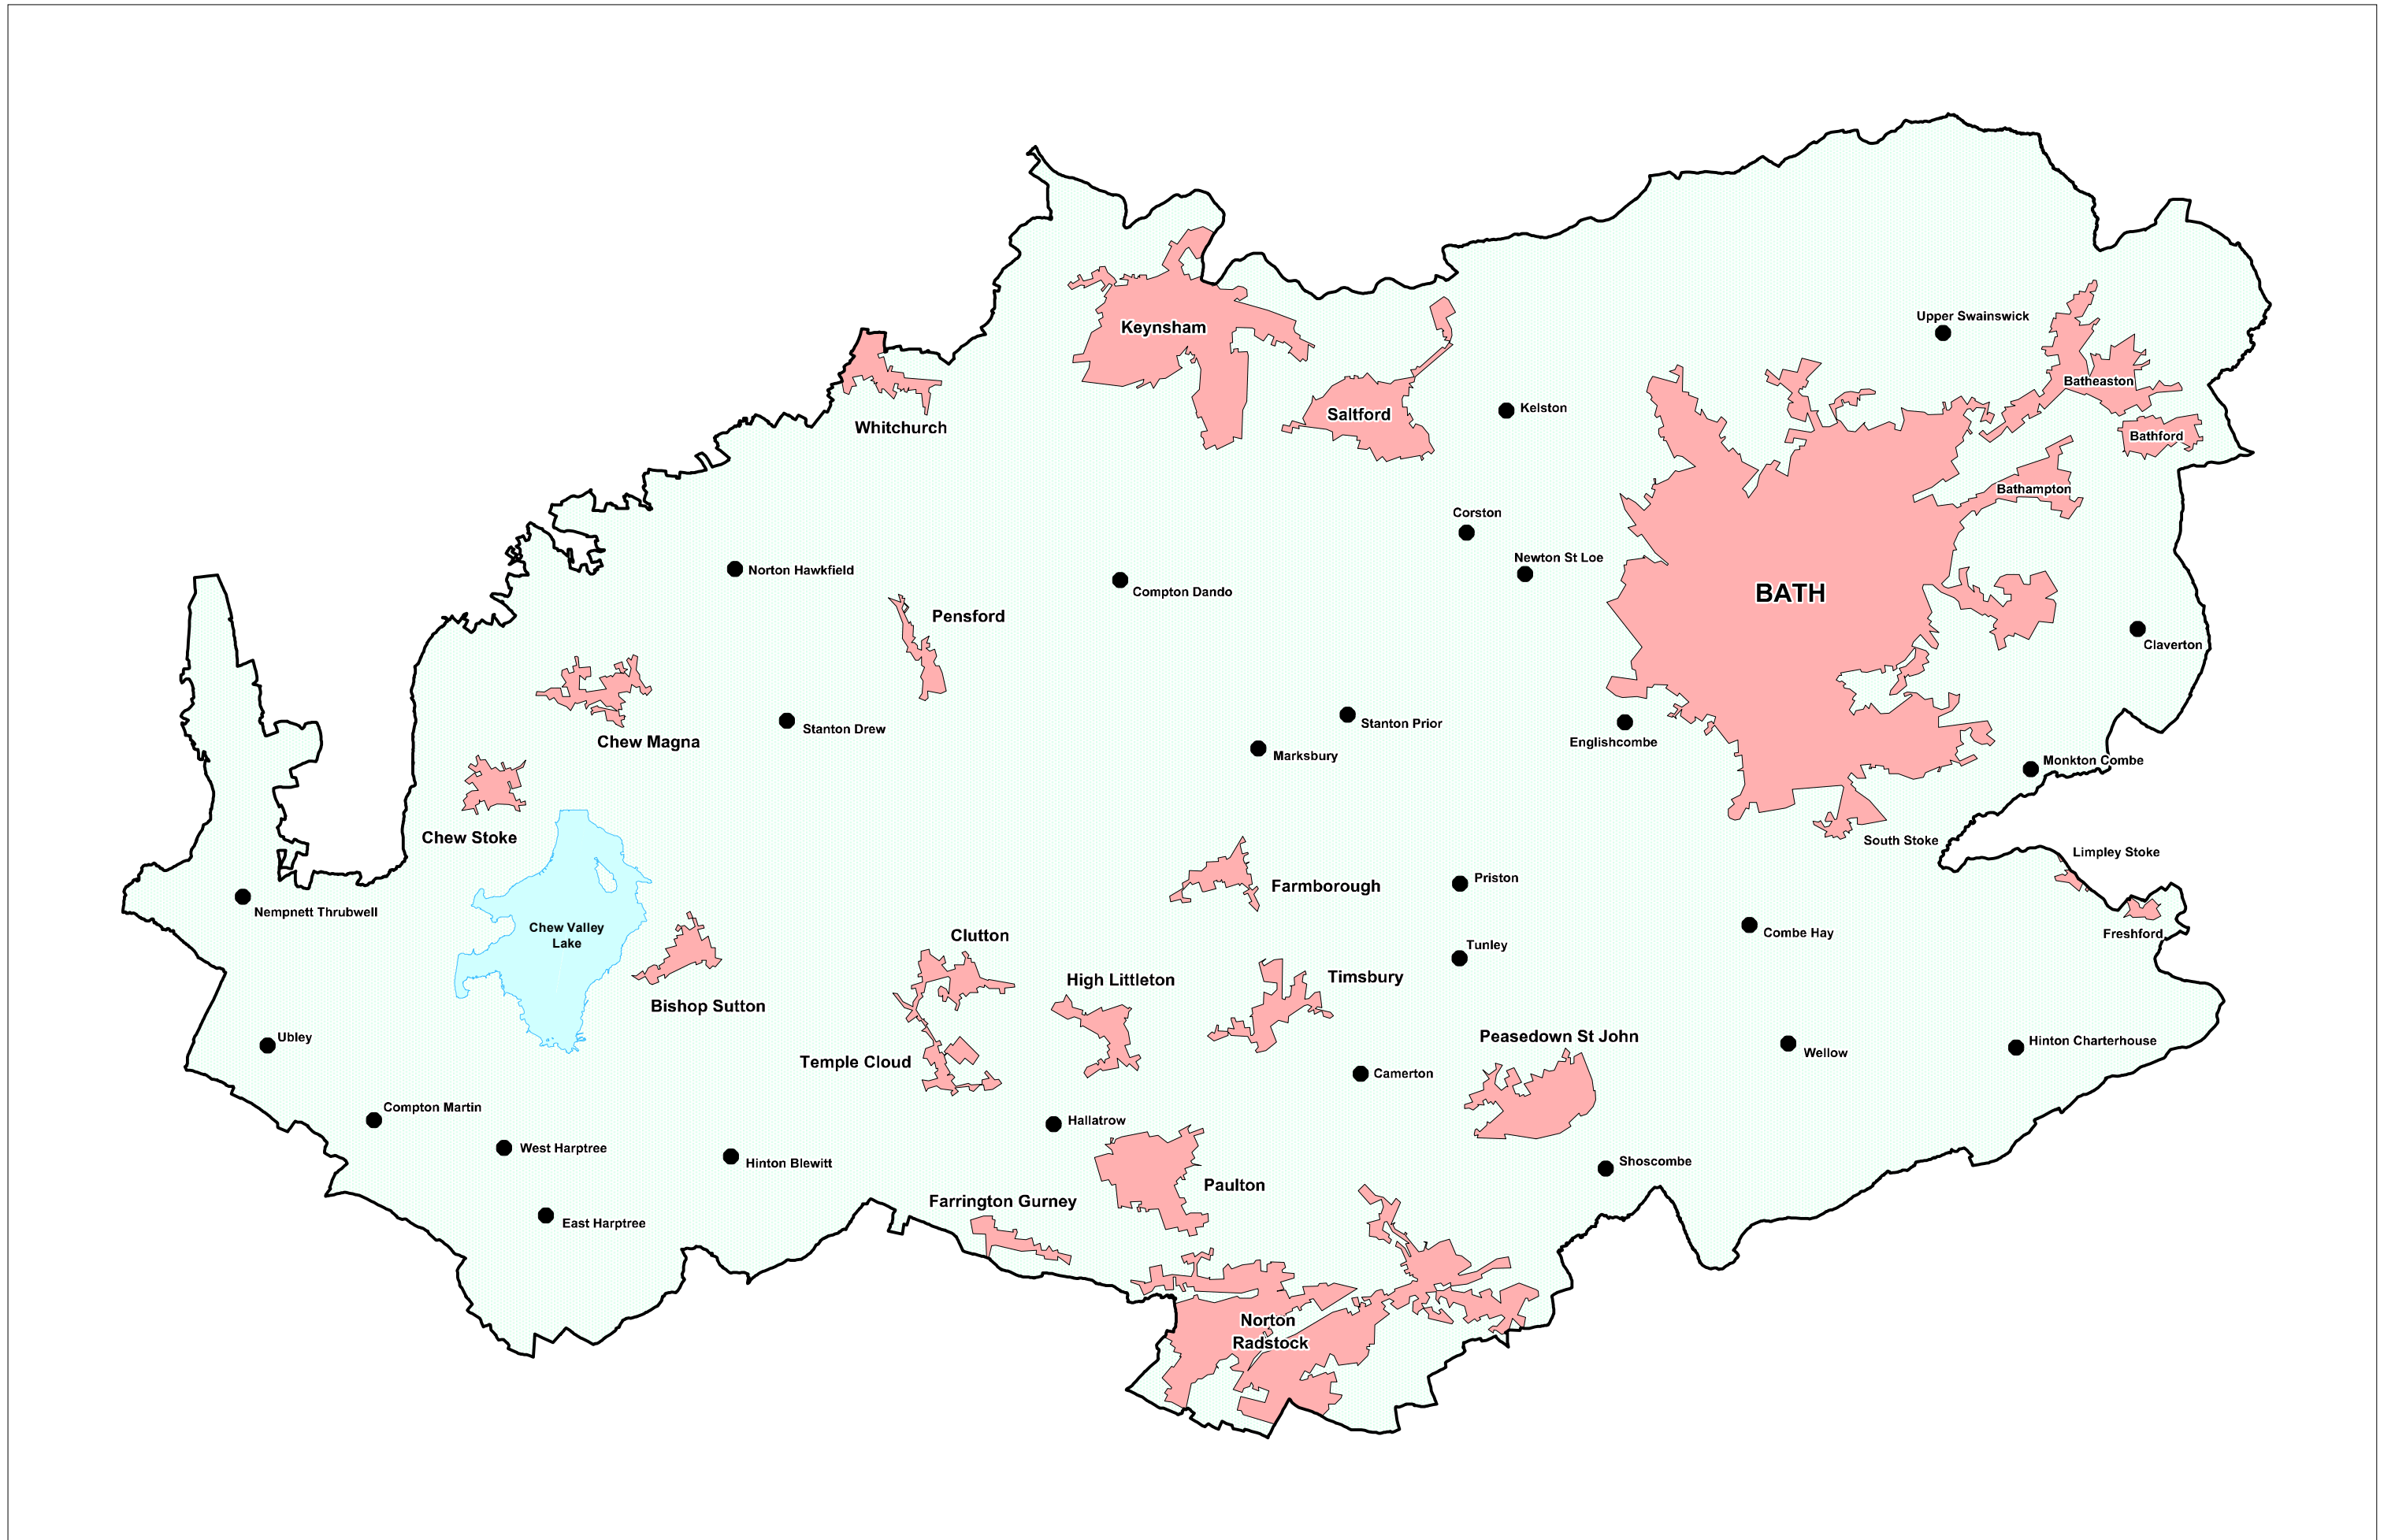 Upper Swainswick
Keynsham
Batheaston
Kelston
Saltford
Whitchurch
Bathford
Bathampton
Corston
Newton St Loe
Norton Hawkfield
Compton Dando
BATH
Pensford
Claverton
Stanton Prior
Stanton Drew
Chew Magna
Englishcombe
Marksbury
Monkton Combe
Chew Stoke
South Stoke
Limpley Stoke
Priston
Farmborough
Nempnett Thrubwell
Chew Valley
Lake
Combe Hay
Freshford
Clutton
Tunley
Timsbury
High Littleton
Bishop Sutton
Peasedown St John
Ubley
Hinton Charterhouse
Wellow
Temple Cloud
Camerton
Compton Martin
Hallatrow
West Harptree
Hinton Blewitt
Shoscombe
Paulton
Farrington Gurney
East Harptree
Norton
Radstock